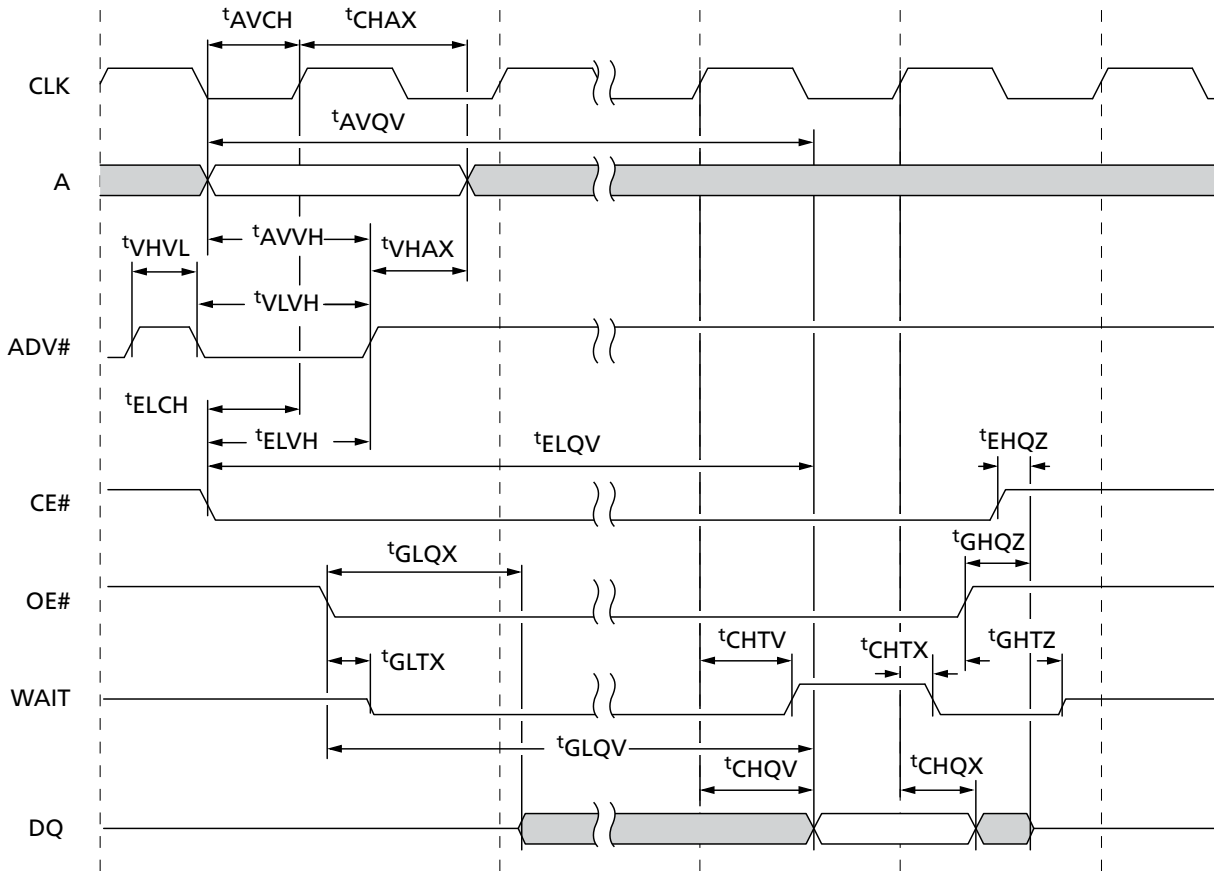 tAVCH tCHAX
CLK
tAVQV
A
tAVVH
tVHVL tVHAX
tVLVH
ADV#
tELCH
tELVH tELQV tEHQZ
CE#
tGLQX tGHQZ
OE#
tCHTV tCHTX tGHTZ
tGLTX
WAIT
tGLQV
tCHQV tCHQX
DQ